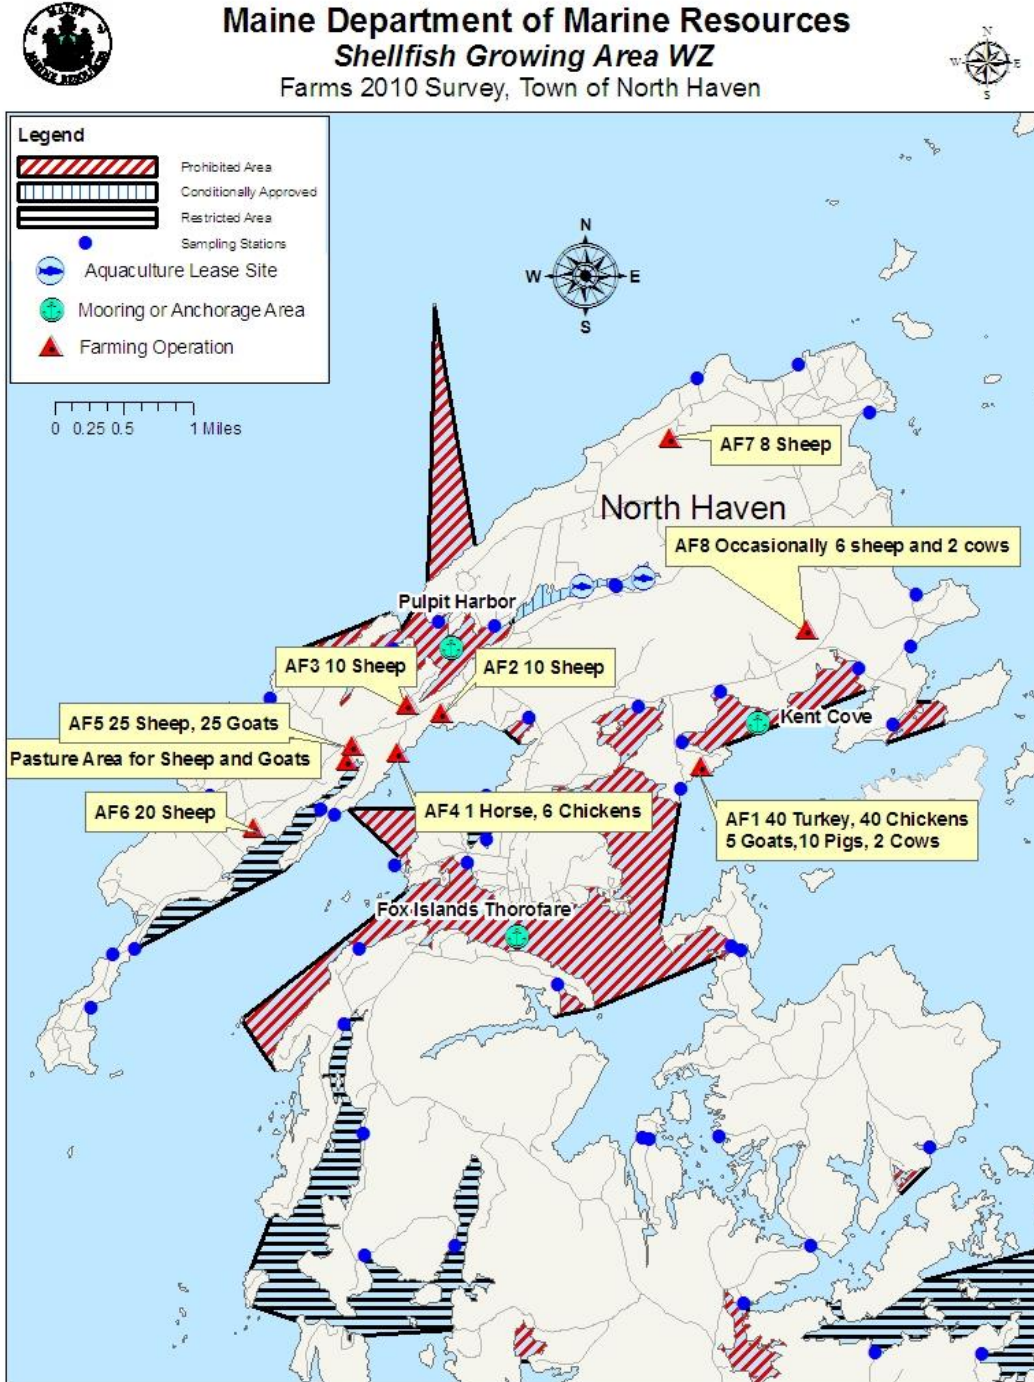 Maine Department of Marine Resources
Shellfish Growing Area WZ
Farms 2010 Survey, Town of North Haven
MAINE
MARINE RESOURCES
N
W
E
S
Legend
Prohibited Area
Conditionally Approved
Restricted Area
Sampling Stations
Aquaculture Lease Site
Mooring or Anchorage Area
Farming Operation
0 0.25 0.5 1 Miles
N
W
E
S
AF7 8 Sheep
North Haven
AF8 Occasionally 6 sheep and 2 cows
Pulpit Harbor
AF3 10 Sheep
AF2 10 Sheep
AF5 25 Sheep, 25 Goats
Kent Cove
Pasture Area for Sheep and Goats
AF6 20 Sheep
AF4 1 Horse, 6 Chickens
AF1 40 Turkey, 40 Chickens
5 Goats,10 Pigs, 2 Cows
Fox Islands Thorofare